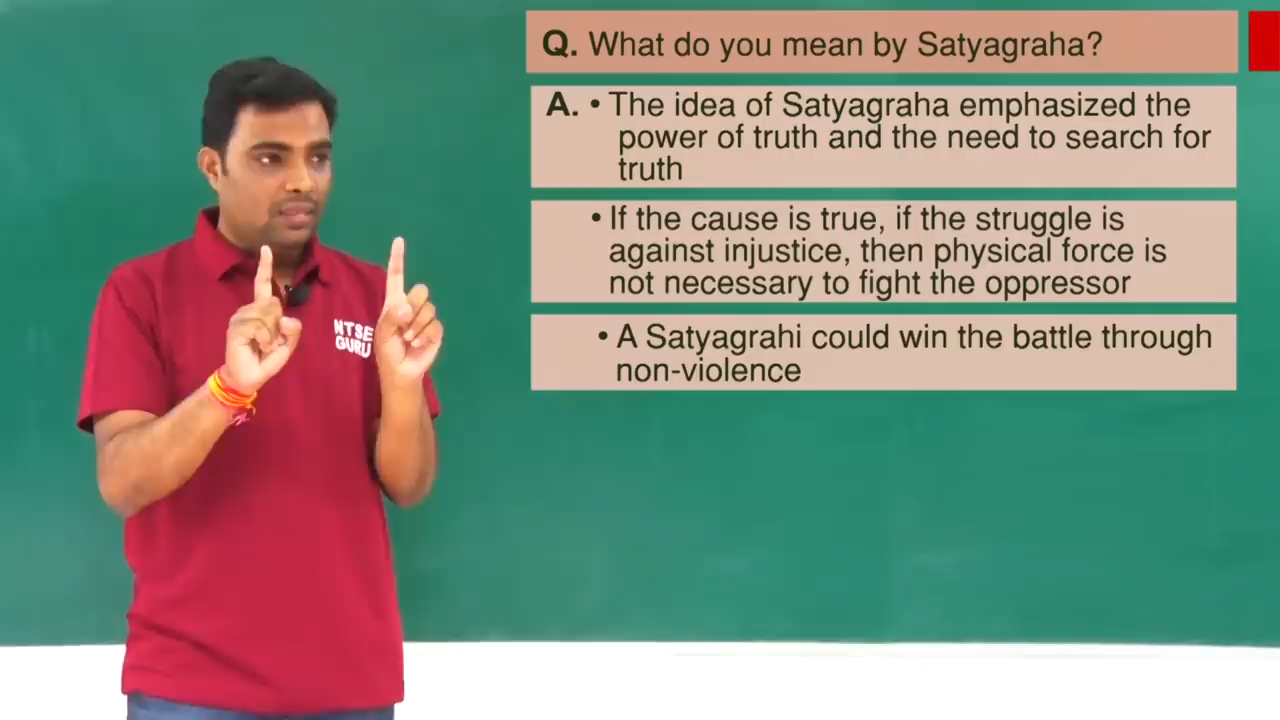 Q. What do you mean by Satyagraha?
A. • The idea of Satyagraha emphasized the
power of truth and the need to search for
truth
• If the cause is true, if the struggle is
against injustice, then physical force is
not necessary to fight the oppressor
• A Satyagrahi could win the battle through
non-violence
NTSE
GURU